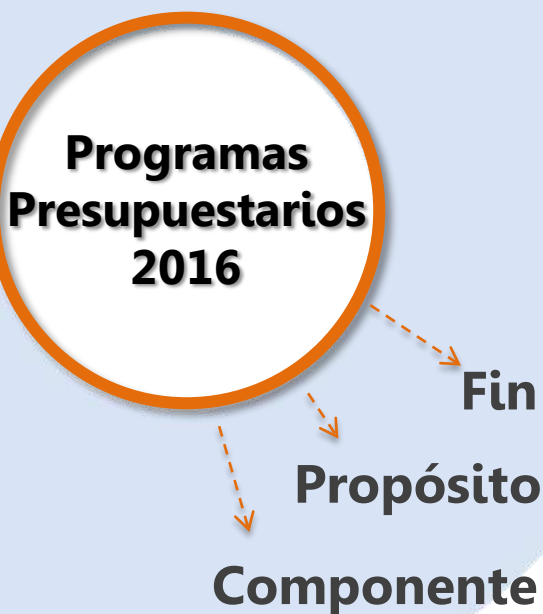 Programas
Presupuestarios
2016
Fin
Propósito
Componente